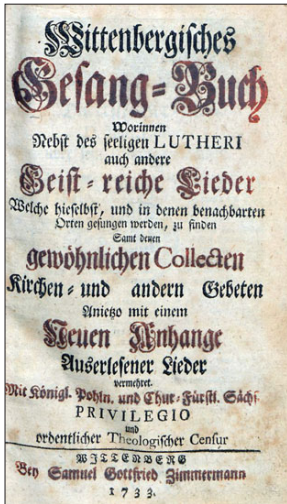 Wittenbergisches
Gesang-Buch
Worinnen
Nebst des seeligen LUTHERI
auch andere
Geist-reiche Lieder
Welche hieselbst, und in denen benachbarten
Orten gesungen werden, zu finden
Samt denen
gewöhnlichen Collecten
Kirchen- und andern Gebeten
Anietzo mit einem
Neuen Anhange
Auserlesener Lieder
vermehret.
Mit Königl. Pohln. und Chur-Fürstl. Sächs.
PRIVILEGIO
und
ordentlicher Theologischer Censur
WITTENBERG
Bey Samuel Gottfried Zimmermann
1733.